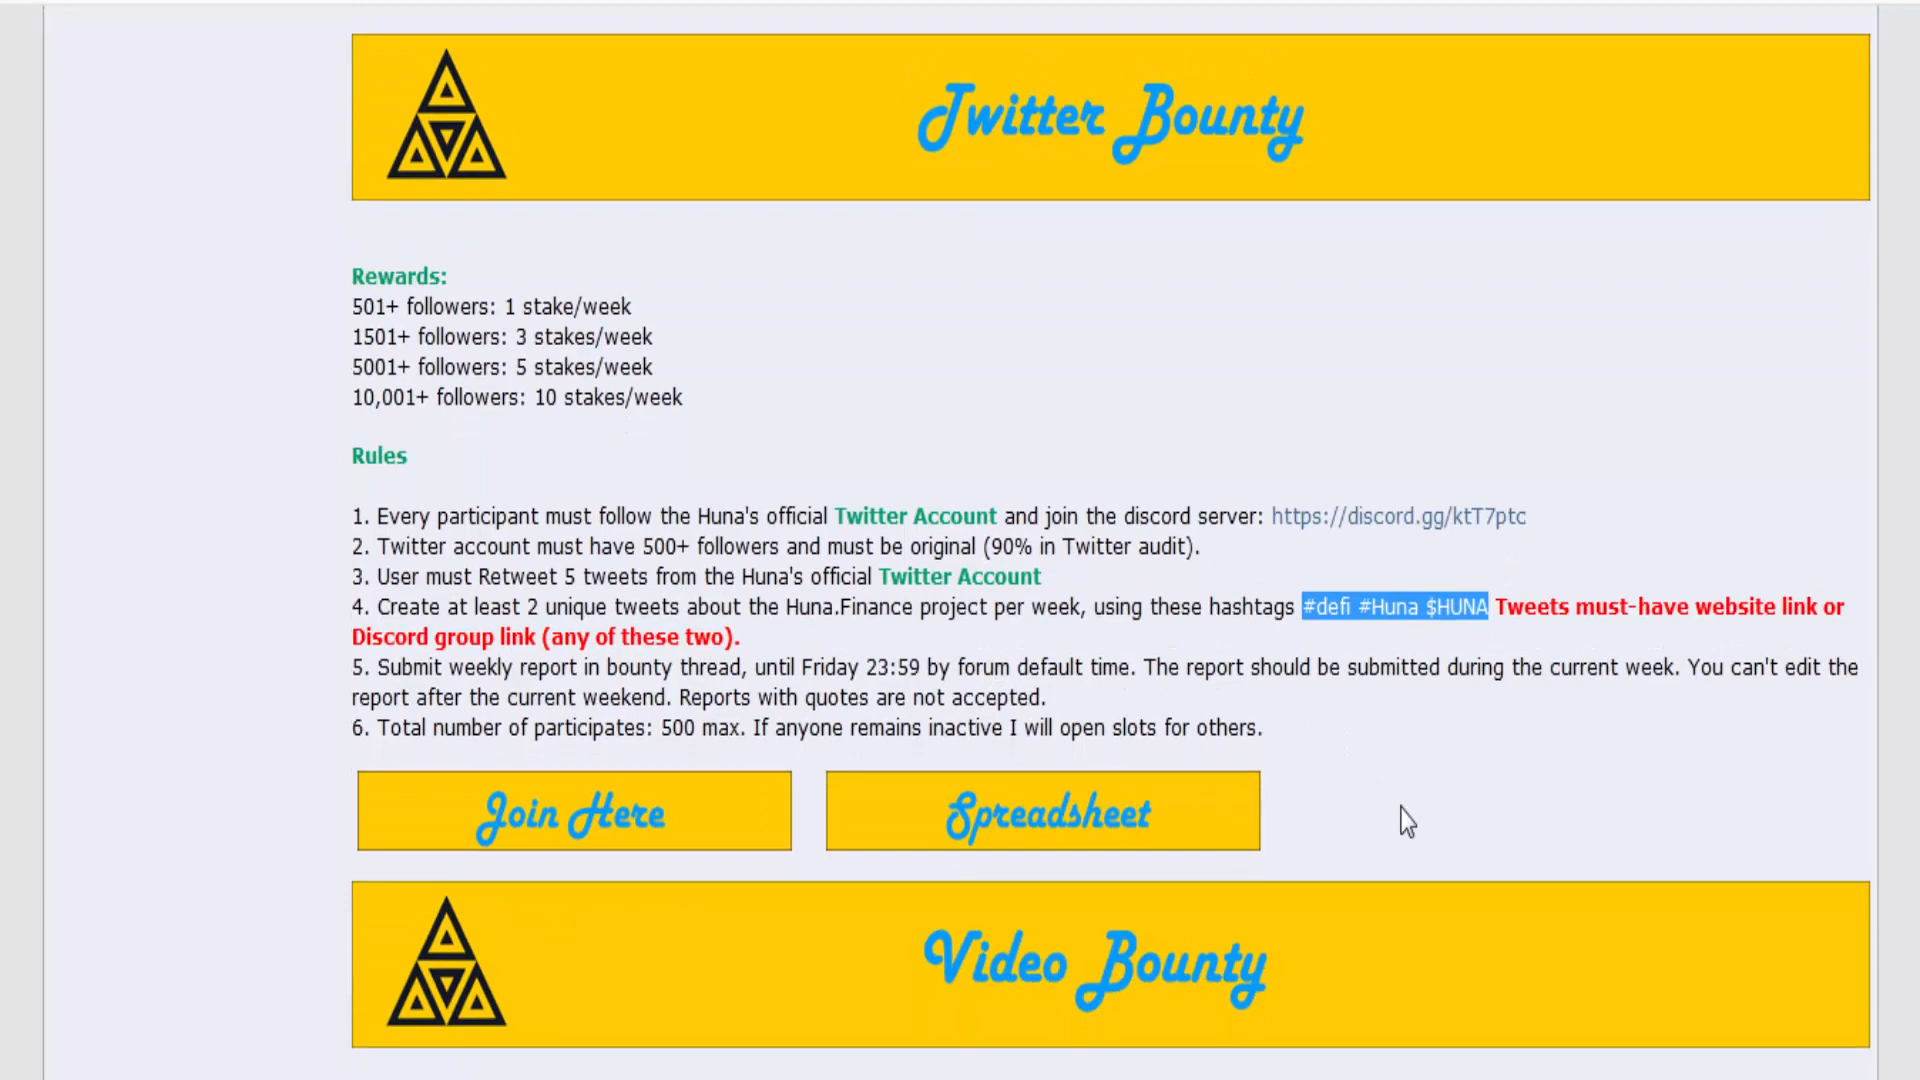 Twitter Bounty
Rewards:
501+ followers: 1 stake/week
1501+ followers: 3 stakes/week
5001+ followers: 5 stakes/week
10,001+ followers: 10 stakes/week
Rules
1. Every participant must follow the Huna's official Twitter Account and join the discord server: https://discord.gg/ktT7ptc
2. Twitter account must have 500+ followers and must be original (90% in Twitter audit).
3. User must Retweet 5 tweets from the Huna's official Twitter Account
4. Create at least 2 unique tweets about the Huna.Finance project per week, using these hashtags #defi #Huna $HUNA Tweets must-have website link or
Discord group link (any of these two).
5. Submit weekly report in bounty thread, until Friday 23:59 by forum default time. The report should be submitted during the current week. You can't edit the
report after the current weekend. Reports with quotes are not accepted.
6. Total number of participates: 500 max. If anyone remains inactive I will open slots for others.
Join Here
Spreadsheet
Video Bounty